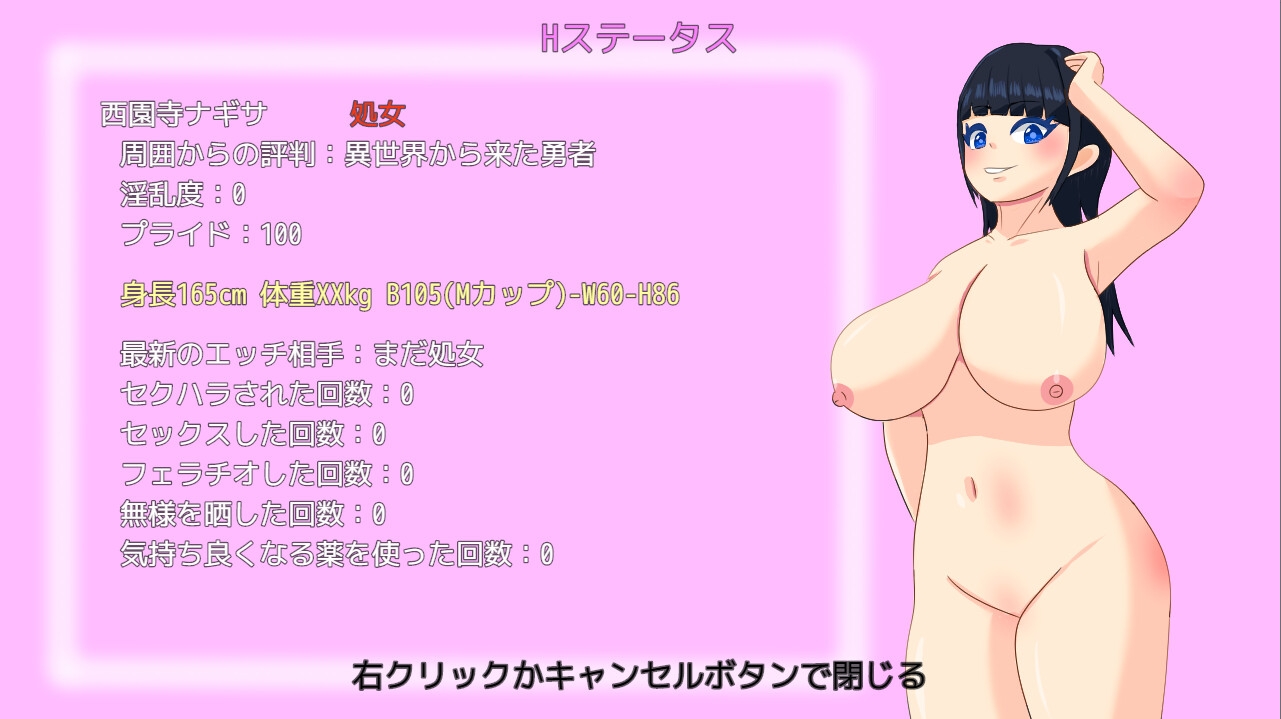 Hステータス
西園寺ナギサ 処女
周囲からの評判：異世界から来た勇者
淫乱度：0
プライド：100
身長165cm 体重XXkg B105(Mカップ)-W60-H86
最新のエッチ相手：まだ処女
セクハラされた回数：0
セックスした回数：0
フェラチオした回数：0
無様を晒した回数：0
気持ち良くなる薬を使った回数：0
右クリックかキャンセルボタンで閉じる